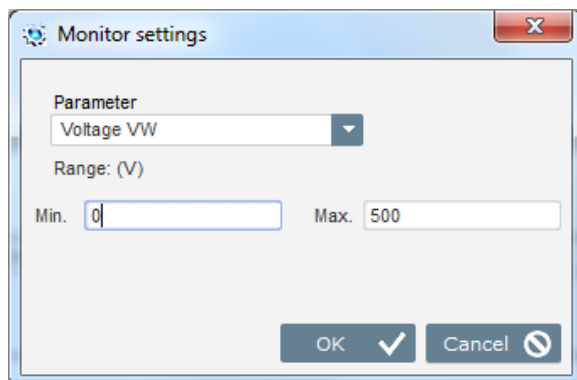 Monitor settings
Parameter
Voltage VW
Range: (V)
Min. 0 Max. 500
OK Cancel